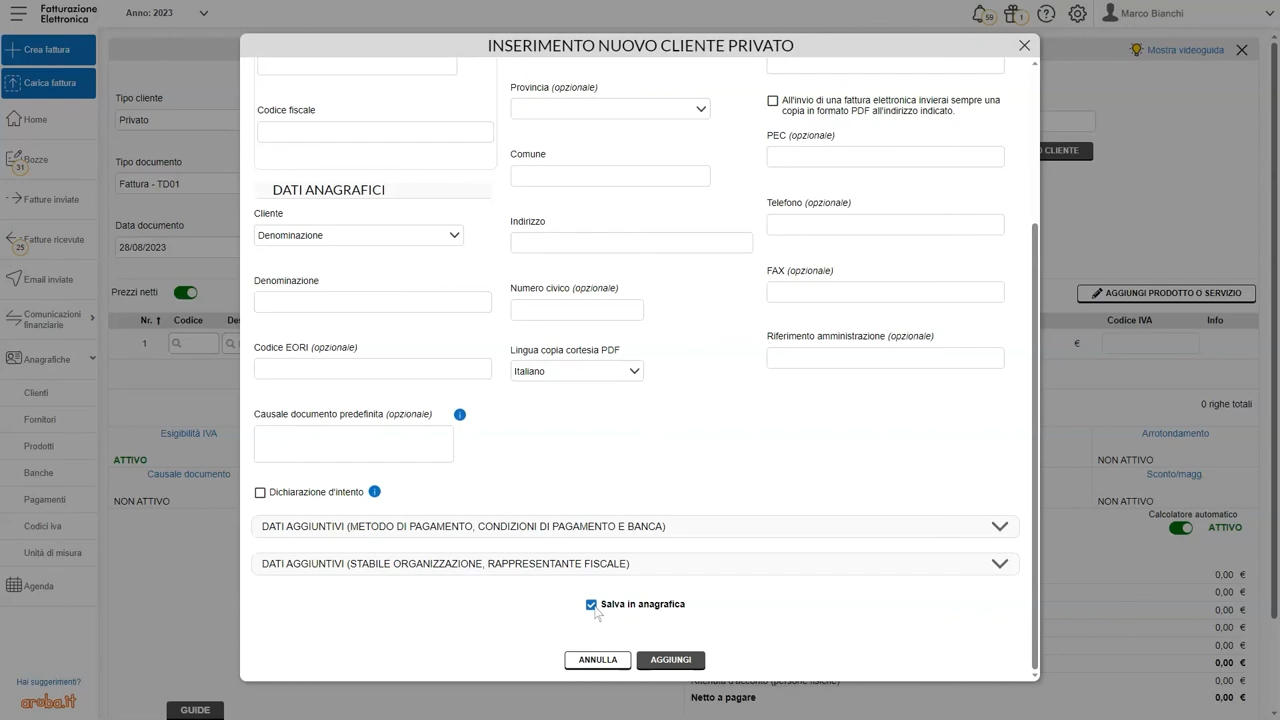 Fatturazione
Elettronica
Anno: 2023
59
1
Marco Bianchi
Crea fattura
Carica fattura
Home
Bozze
31
Fatture inviate
Fatture ricevute
25
Email inviate
Comunicazioni
finanziarie
Anagrafiche
Clienti
Fornitori
Prodotti
Banche
Pagamenti
Codici iva
Unità di misura
Agenda
Hai suggerimenti?
aruba.it
Mostra videoguida
Tipo cliente
Privato
Tipo documento
Fattura - TD01
Data documento
28/08/2023
Prezzi netti
Nr.
Codice
1
Esigibilità IVA
ATTIVO
Causale documento
NON ATTIVO
GUIDE
INSERIMENTO NUOVO CLIENTE PRIVATO
Codice fiscale
DATI ANAGRAFICI
Cliente
Denominazione
Denominazione
Codice EORI (opzionale)
Causale documento predefinita (opzionale)
Dichiarazione d'intento
Provincia (opzionale)
Comune
Indirizzo
Numero civico (opzionale)
Lingua copia cortesia PDF
Italiano
All'invio di una fattura elettronica invierai sempre una
copia in formato PDF all'indirizzo indicato.
PEC (opzionale)
Telefono (opzionale)
FAX (opzionale)
Riferimento amministrazione (opzionale)
DATI AGGIUNTIVI (METODO DI PAGAMENTO, CONDIZIONI DI PAGAMENTO E BANCA)
DATI AGGIUNTIVI (STABILE ORGANIZZAZIONE, RAPPRESENTANTE FISCALE)
Salva in anagrafica
ANNULLA
AGGIUNGI
CLIENTE
AGGIUNGI PRODOTTO O SERVIZIO
Codice IVA
Info
€
0 righe totali
Arrotondamento
NON ATTIVO
Sconto/magg.
NON ATTIVO
Calcolatore automatico
ATTIVO
0,00 €
0,00 €
0,00 €
0,00 €
0,00 €
0,00 €
Ritenuta d'acconto (persone fisiche)
0,00 €
Netto a pagare
0,00 €